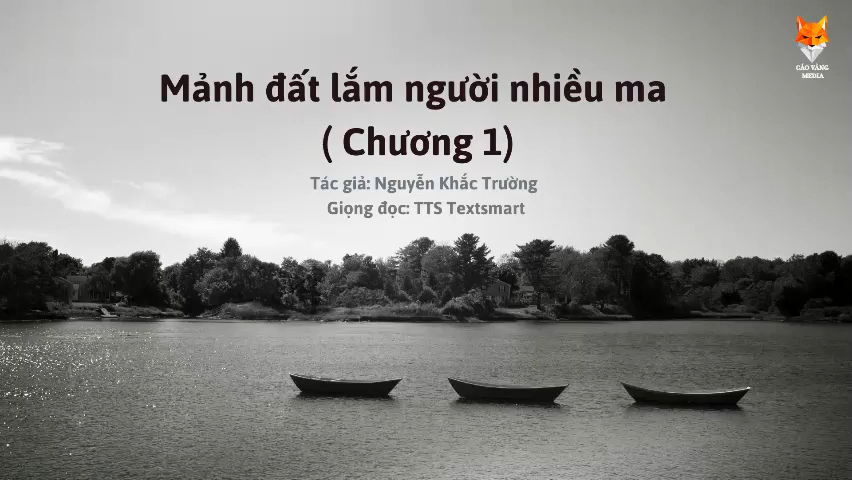 Mảnh đất lắm người nhiều ma
( Chương 1)
Tác giả: Nguyễn Khắc Trường
Giọng đọc: TTS Textsmart
CÁO VÀNG
MEDIA